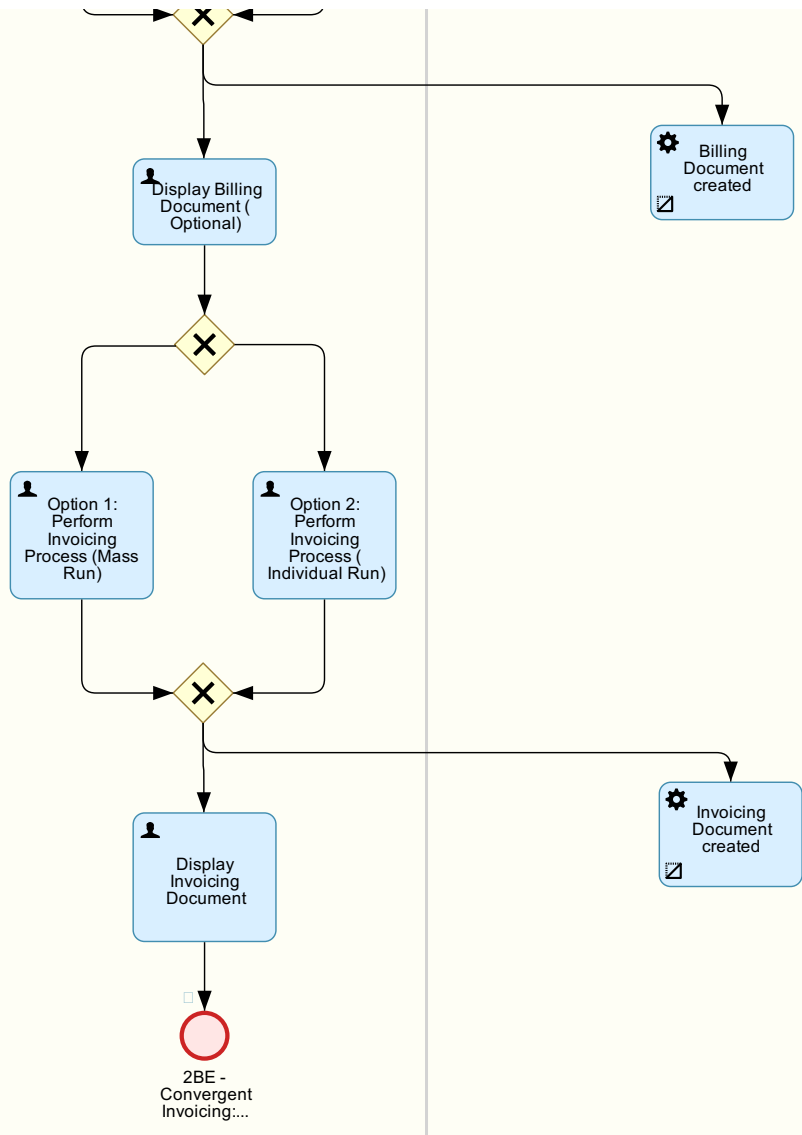 Billing
Document
created
Display Billing
Document (
Optional)
Option 1:
Perform
Invoicing
Process (Mass
Run)
Option 2:
Perform
Invoicing
Process (
Individual Run)
Invoicing
Document
created
Display
Invoicing
Document
2BE -
Convergent
Invoicing:...